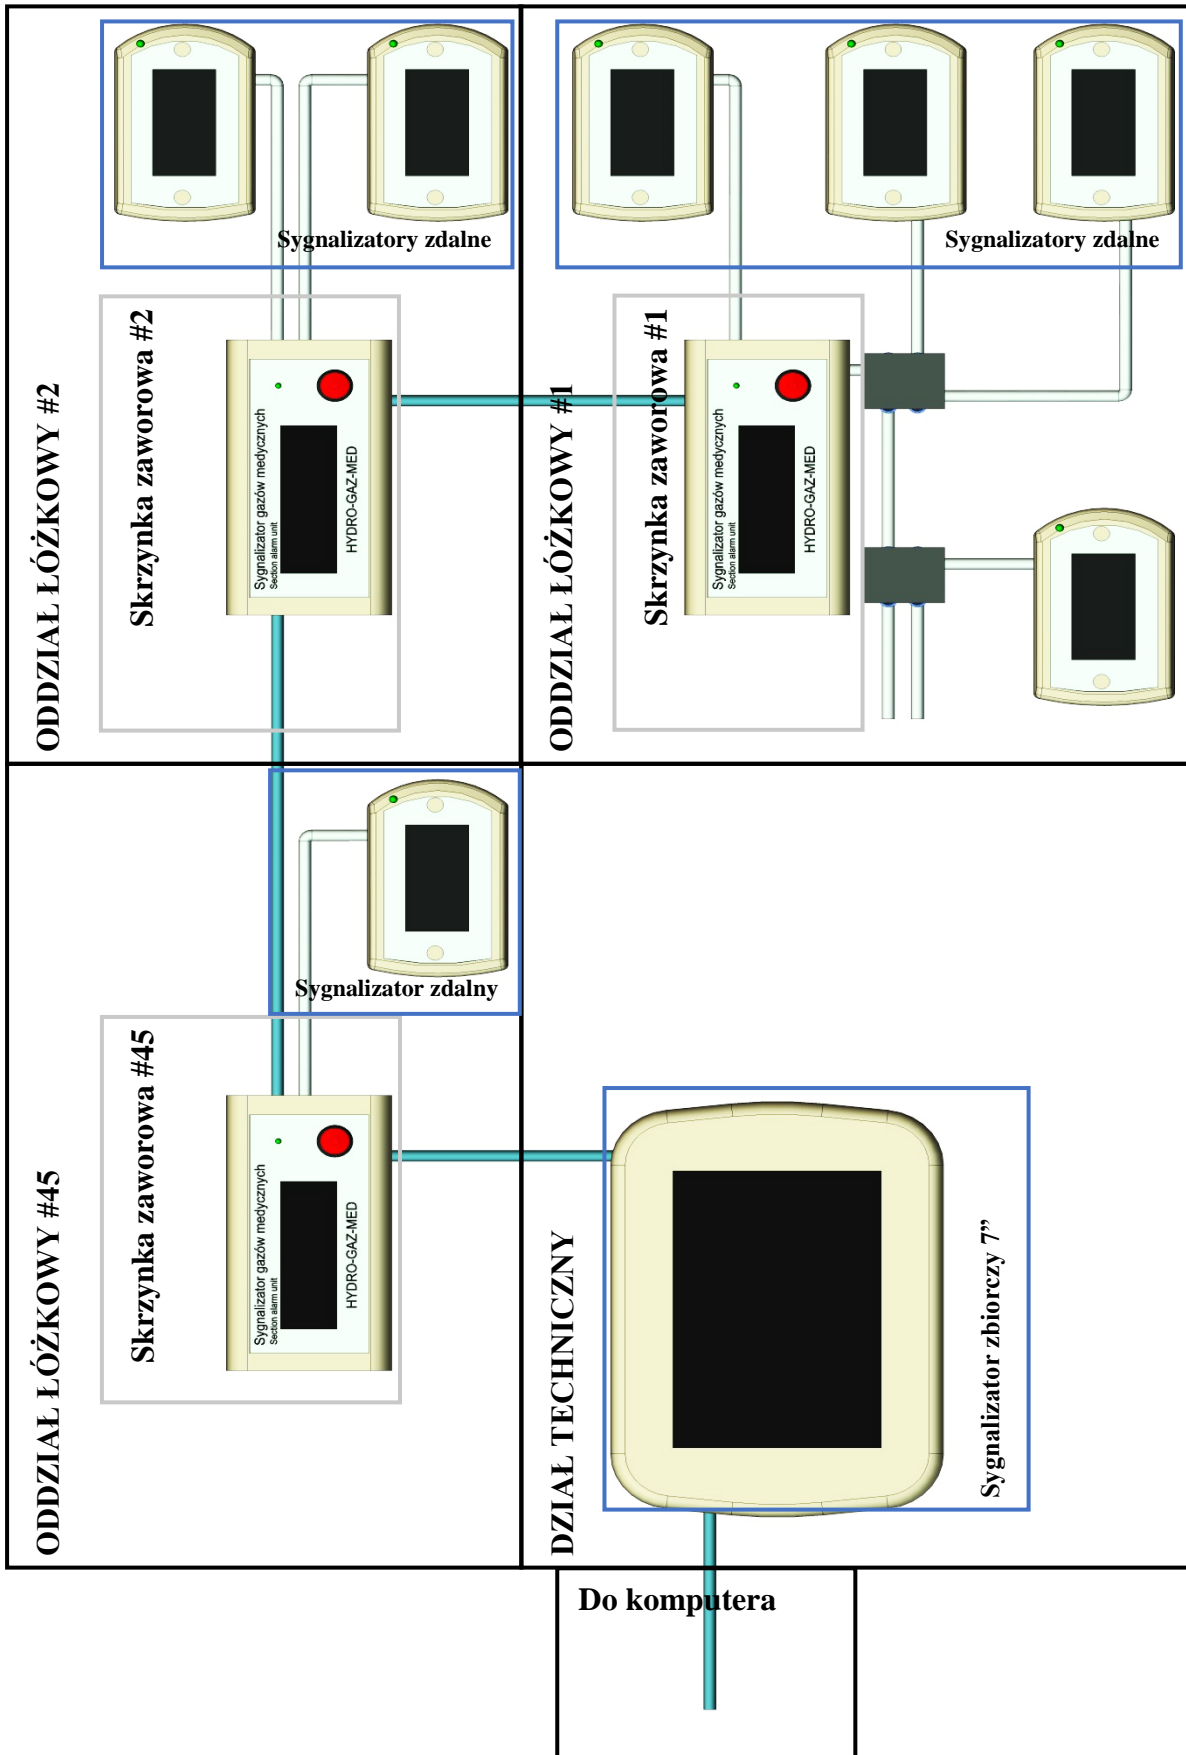 ODDZIAŁ ŁÓŻKOWY #2
Skrzynka zaworowa #2
Sygnalizatory zdalne
Sygnalizator gazów medycznych
Section alarm unit
HYDRO-GAZ-MED
ODDZIAŁ ŁÓŻKOWY #1
Skrzynka zaworowa #1
Sygnalizatory zdalne
Sygnalizator gazów medycznych
Section alarm unit
HYDRO-GAZ-MED
ODDZIAŁ ŁÓŻKOWY #45
Skrzynka zaworowa #45
Sygnalizator zdalny
Sygnalizator gazów medycznych
Section alarm unit
HYDRO-GAZ-MED
DZIAŁ TECHNICZNY
Sygnalizator zbiorczy 7”
Do komputera